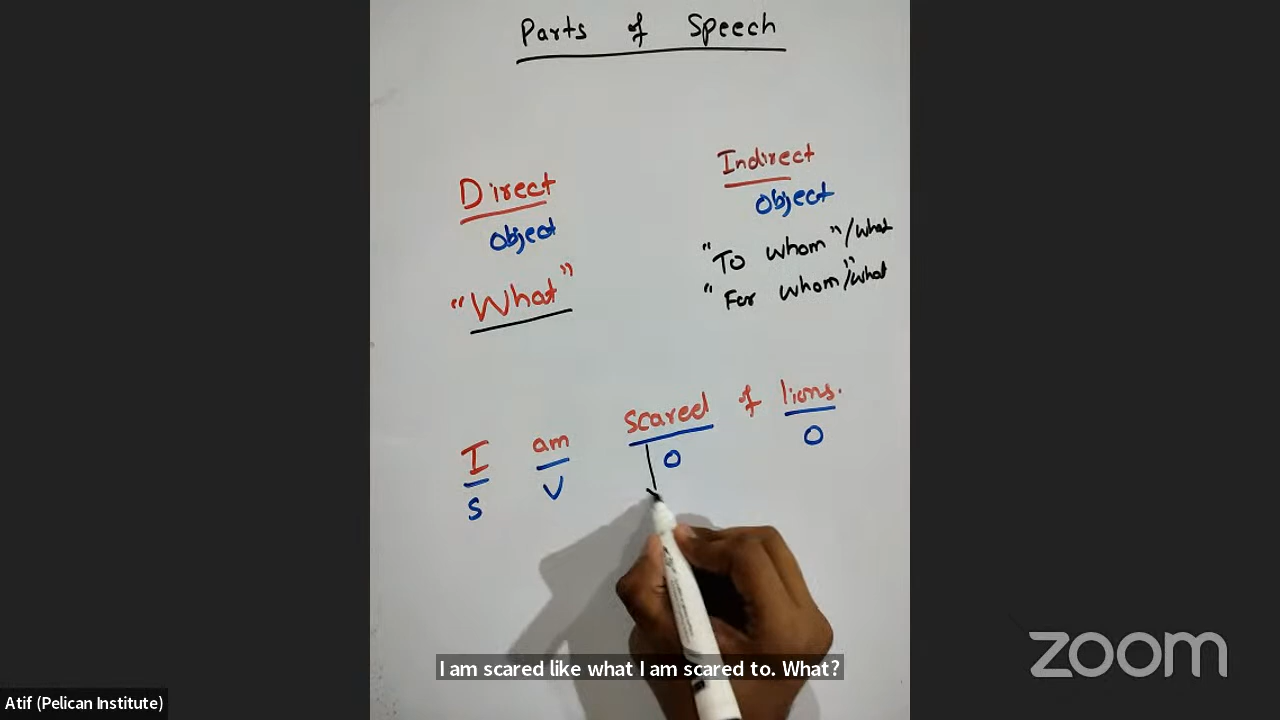 Parts of Speech
Direct
Object
"What"
Indirect
Object
"To whom"/what
"For whom"/what
I am scared of lions.
S V O O
I am scared like what I am scared to. What?
zoom
Atif (Pelican Institute)